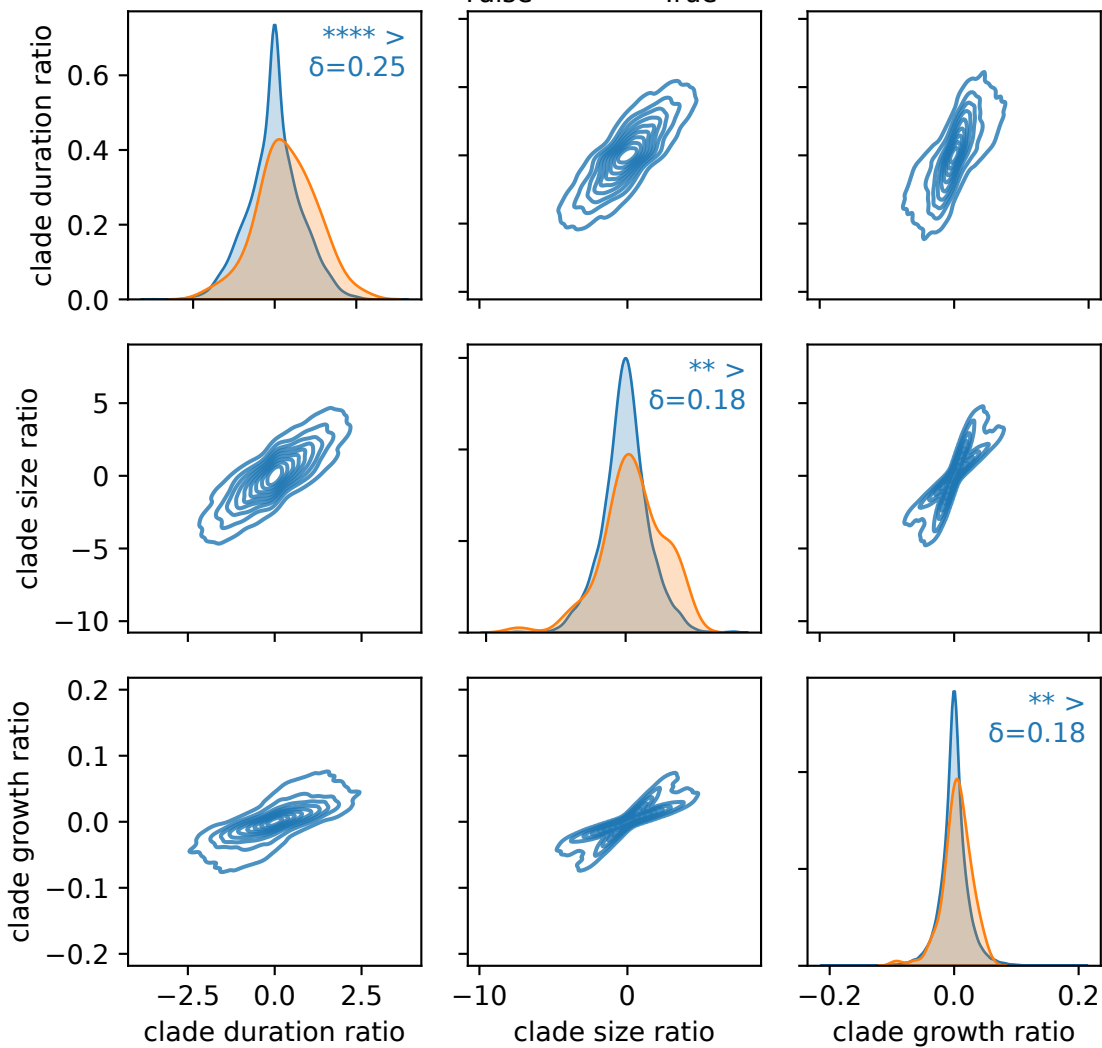 False True
clade duration ratio
0.6
0.4
0.2
0.0
**** >
δ=0.25
clade size ratio
5
0
−5
−10
** >
δ=0.18
clade growth ratio
0.2
0.1
0.0
−0.1
−0.2
** >
δ=0.18
−2.5 0.0 2.5
−10 0
−0.2 0.0 0.2
clade duration ratio
clade size ratio
clade growth ratio